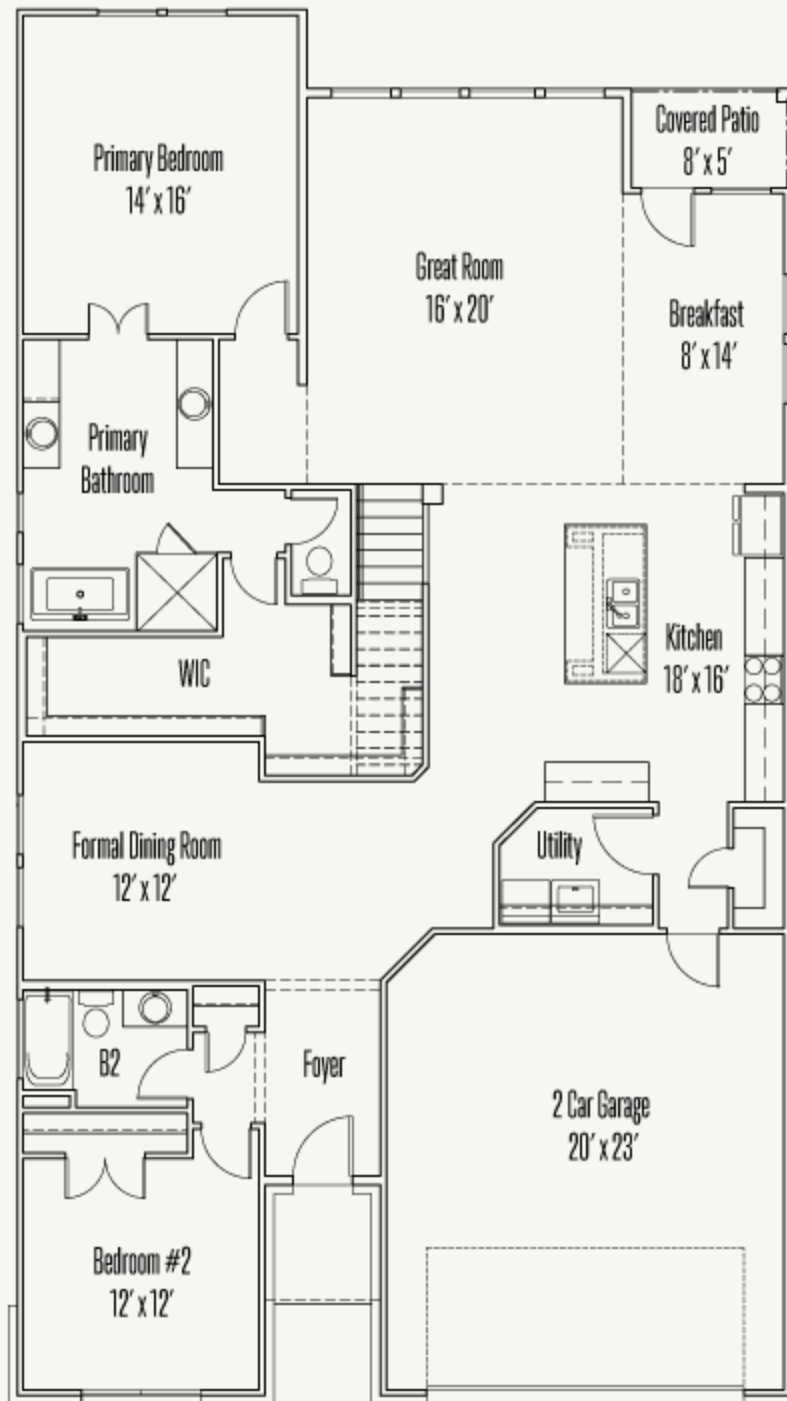 Primary Bedroom
14' x 16'
Covered Patio
8' x 5'
Great Room
16' x 20'
Breakfast
8' x 14'
Primary
Bathroom
Kitchen
18' x 16'
WIC
Formal Dining Room
12' x 12'
Utility
B2
Foyer
2 Car Garage
20' x 23'
Bedroom #2
12' x 12'